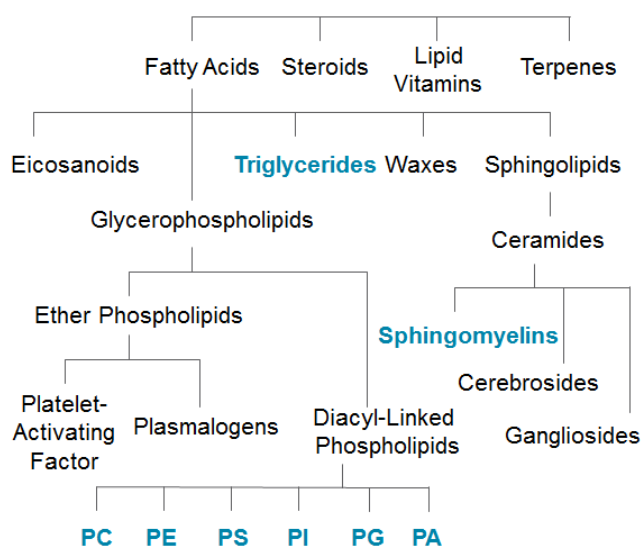 Fatty Acids
Steroids
Lipid
Vitamins
Terpenes
Eicosanoids
Triglycerides
Waxes
Sphingolipids
Glycerophospholipids
Ceramides
Ether Phospholipids
Sphingomyelins
Cerebrosides
Gangliosides
Platelet-
Activating
Factor
Plasmalogens
Diacyl-Linked
Phospholipids
PC
PE
PS
PI
PG
PA